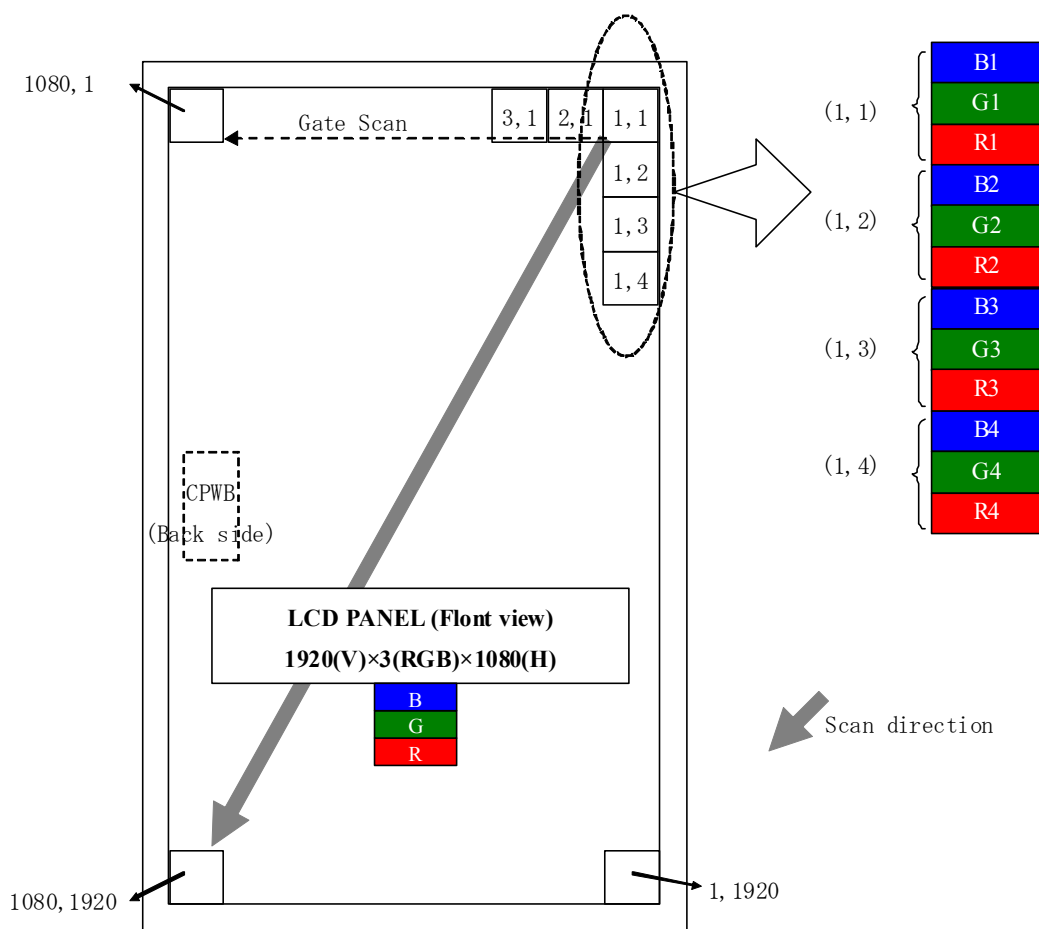 1080,1
Gate Scan
3,1
2,1
1,1
1,2
1,3
1,4
(1,1)
B1
G1
R1
(1,2)
B2
G2
R2
(1,3)
B3
G3
R3
(1,4)
B4
G4
R4
CPWB
(Back side)
LCD PANEL (Flont view)
1920(V)×3(RGB)×1080(H)
B
G
R
Scan direction
1080,1920
1,1920